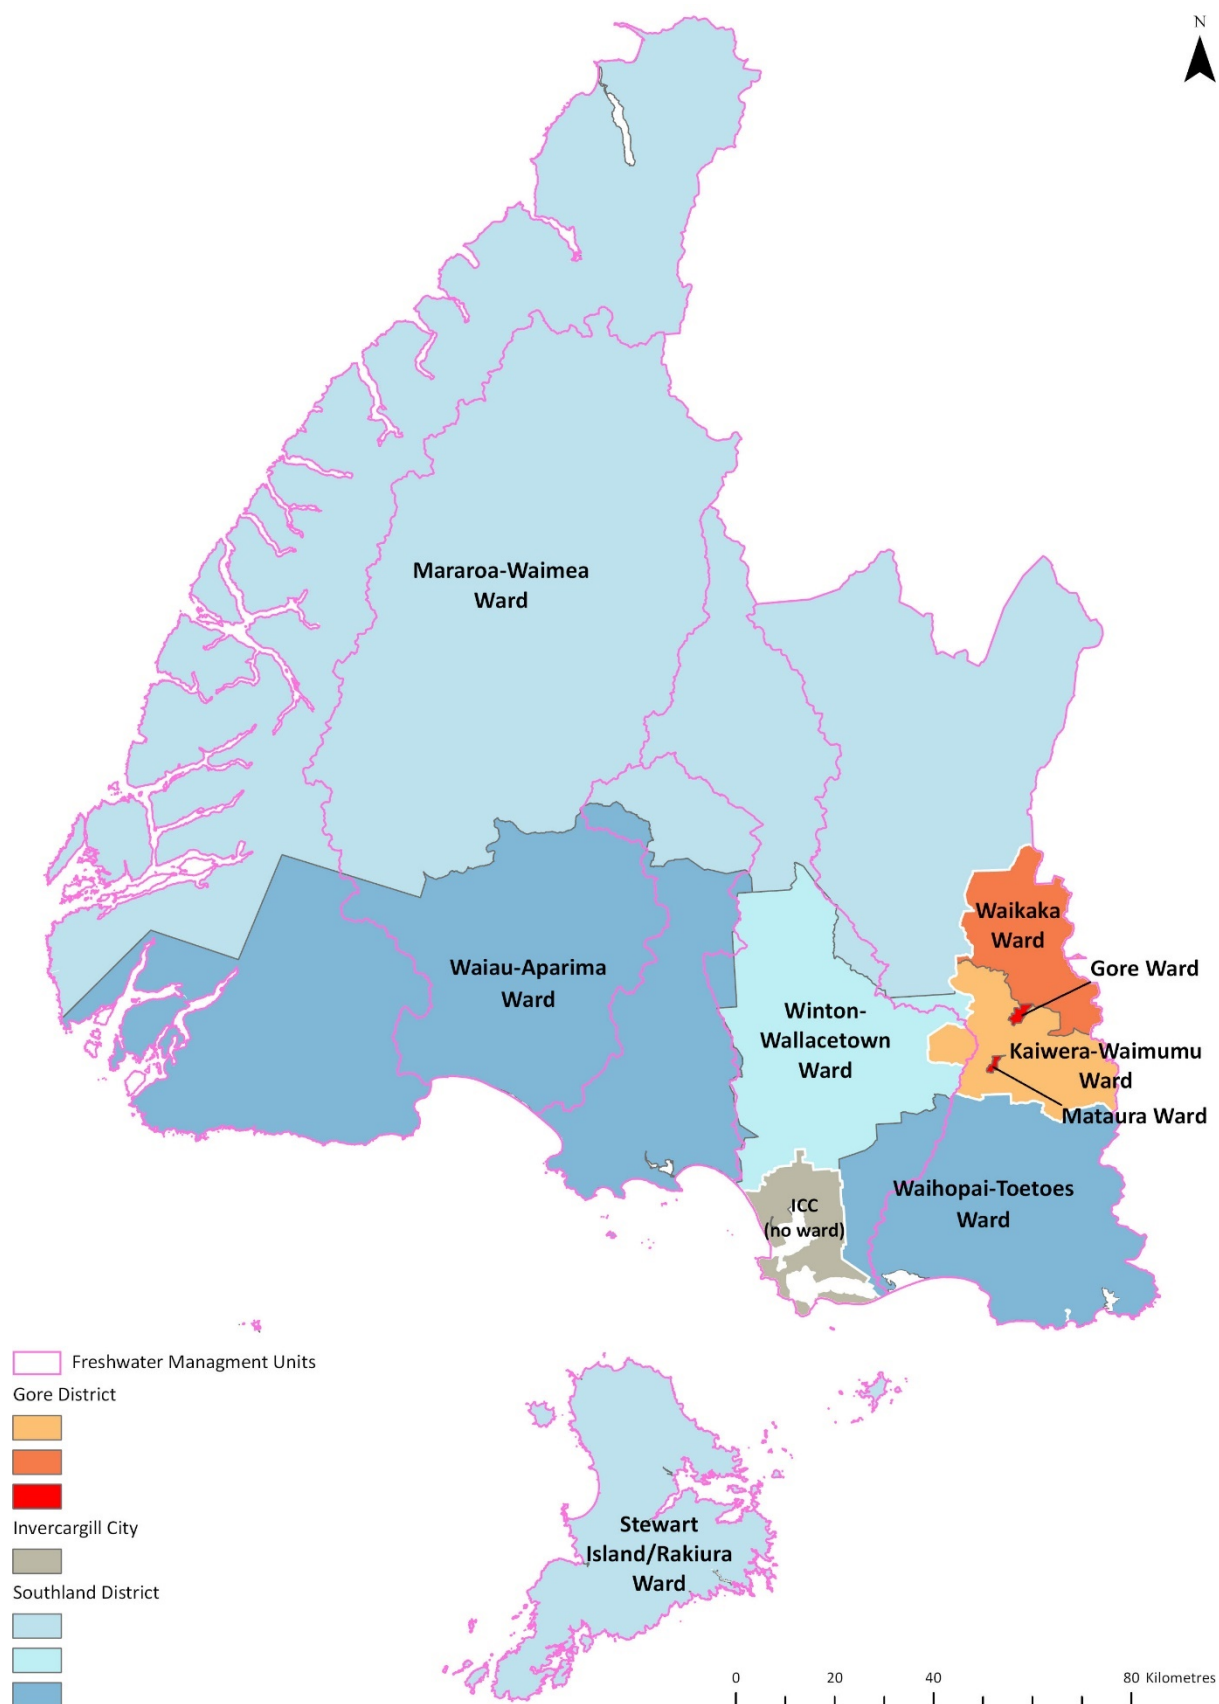 N
Mararoa-Waimea
Ward
Waikaka
Ward
Gore Ward
Waiau-Aparima
Ward
Winton-
Wallacetown
Ward
Kaiwera-Waimumu
Ward
Mataura Ward
Waihopai-Toetoes
Ward
ICC
(no ward)
Freshwater Managment Units
Gore District
Invercargill City
Southland District
Stewart
Island/Rakiura
Ward
0 20 40 80 Kilometres